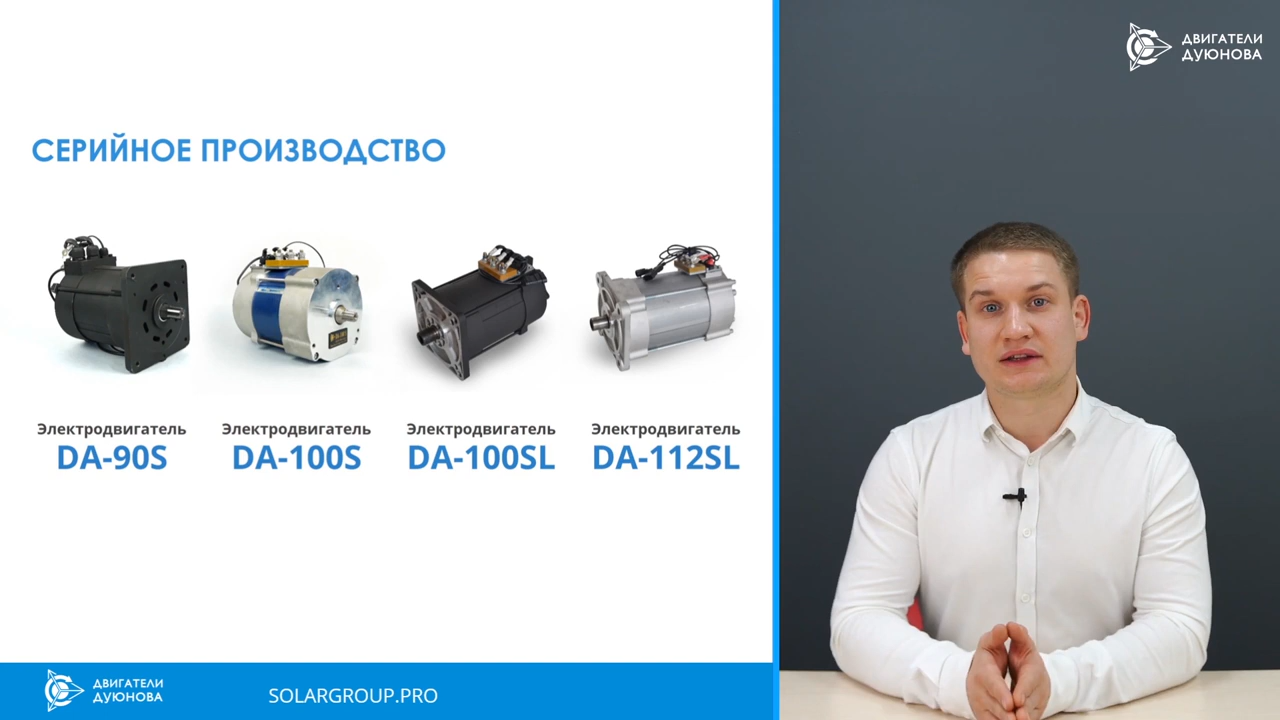 ДВИГАТЕЛИ
ДУЮНОВА
СЕРИЙНОЕ ПРОИЗВОДСТВО
Электродвигатель
DA-90S
Электродвигатель
DA-100S
Электродвигатель
DA-100SL
Электродвигатель
DA-112SL
ДВИГАТЕЛИ
ДУЮНОВА
SOLARGROUP.PRO